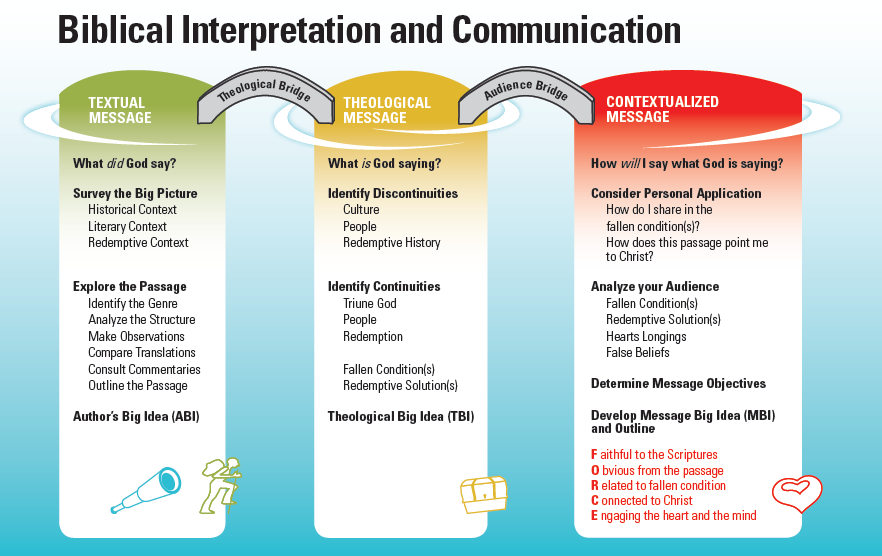 Biblical Interpretation and Communication
TEXTUAL
MESSAGE
Theological Bridge
THEOLOGICAL
MESSAGE
Audience Bridge
CONTEXTUALIZED
MESSAGE
What did God say?
Survey the Big Picture
Historical Context
Literary Context
Redemptive Context
Explore the Passage
Identify the Genre
Analyze the Structure
Make Observations
Compare Translations
Consult Commentaries
Outline the Passage
Author's Big Idea (ABI)
What is God saying?
Identify Discontinuities
Culture
People
Redemptive History
Identify Continuities
Triune God
People
Redemption
Fallen Condition(s)
Redemptive Solution(s)
Theological Big Idea (TBI)
How will I say what God is saying?
Consider Personal Application
How do I share in the
fallen condition(s)?
How does this passage point me
to Christ?
Analyze your Audience
Fallen Condition(s)
Redemptive Solution(s)
Hearts Longings
False Beliefs
Determine Message Objectives
Develop Message Big Idea (MBI)
and Outline
F aithful to the Scriptures
O bvious from the passage
R elated to fallen condition
C onnected to Christ
E ngaging the heart and the mind